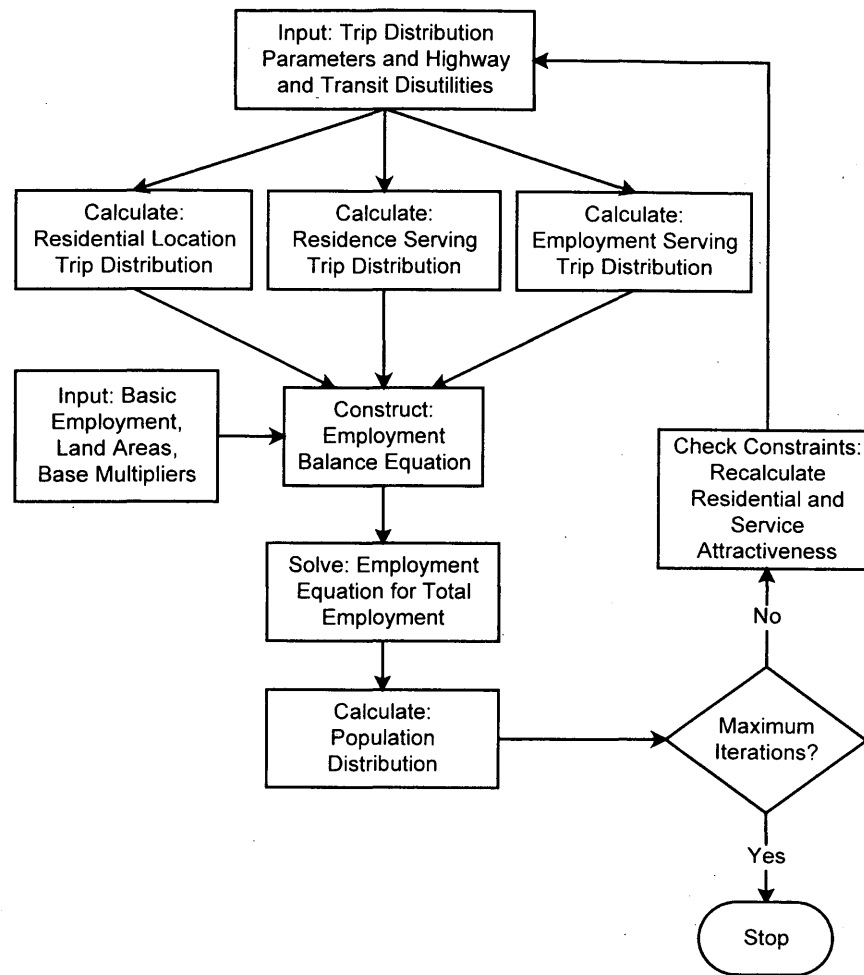 Input: Trip Distribution
Parameters and Highway
and Transit Disutilities
Calculate:
Residential Location
Trip Distribution
Calculate:
Residence Serving
Trip Distribution
Calculate:
Employment Serving
Trip Distribution
Input: Basic
Employment,
Land Areas,
Base Multipliers
Construct:
Employment
Balance Equation
Check Constraints:
Recalculate
Residential and
Service
Attractiveness
Solve: Employment
Equation for Total
Employment
No
Calculate:
Population
Distribution
Maximum
Iterations?
Yes
Stop